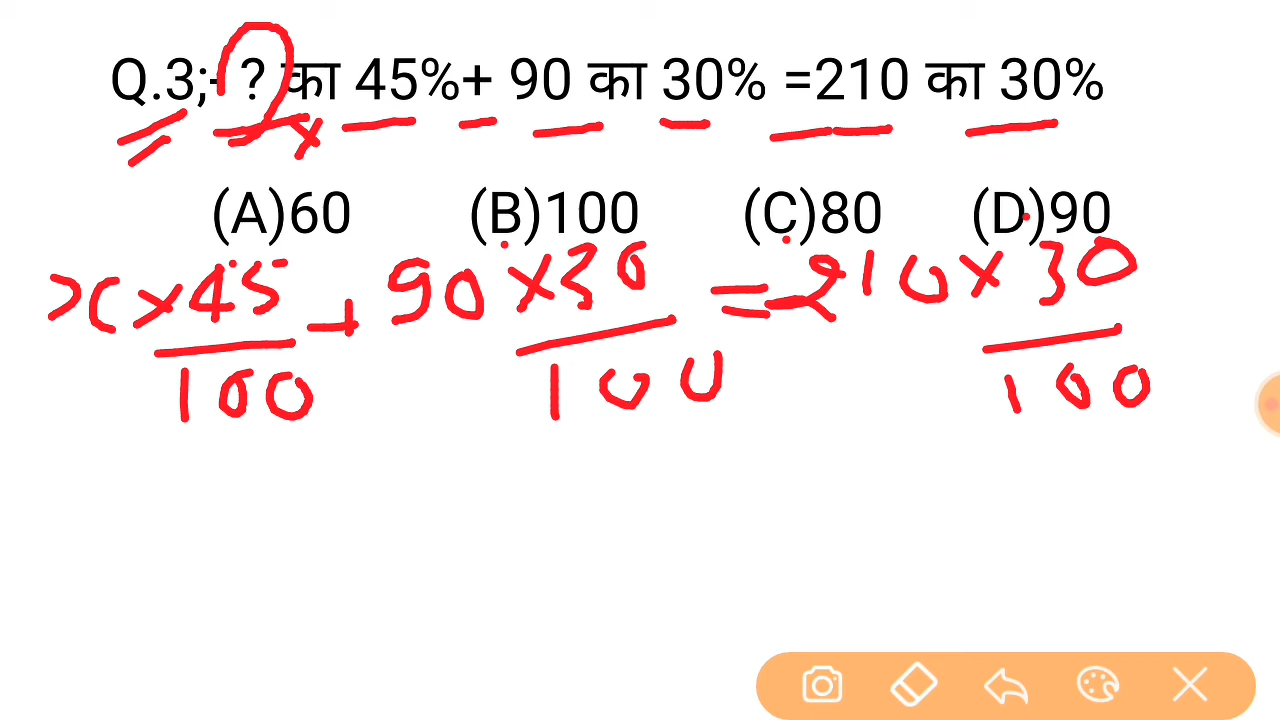 Q.3;- ? का 45%+ 90 का 30% =210 का 30%
x
(A)60 (B)100 (C)80 (D)90
x×45 + 90×30 = 210×30
100 100 100